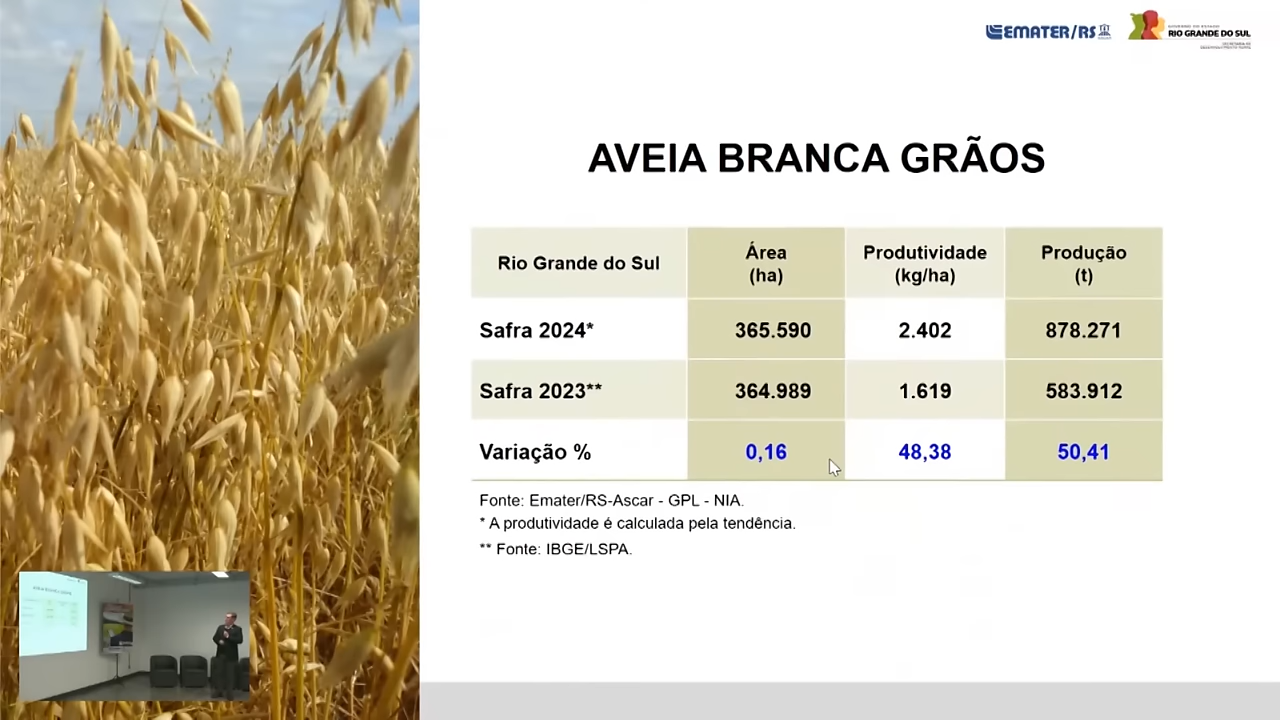 EMATER/RS
RIO GRANDE DO SUL
AVEIA BRANCA GRÃOS
Rio Grande do Sul
Área
(ha)
Produtividade
(kg/ha)
Produção
(t)
Safra 2024* 365.590 2.402 878.271
Safra 2023** 364.989 1.619 583.912
Variação % 0,16 48,38 50,41
Fonte: Emater/RS-Ascar - GPL - NIA.
* A produtividade é calculada pela tendência.
** Fonte: IBGE/LSPA.